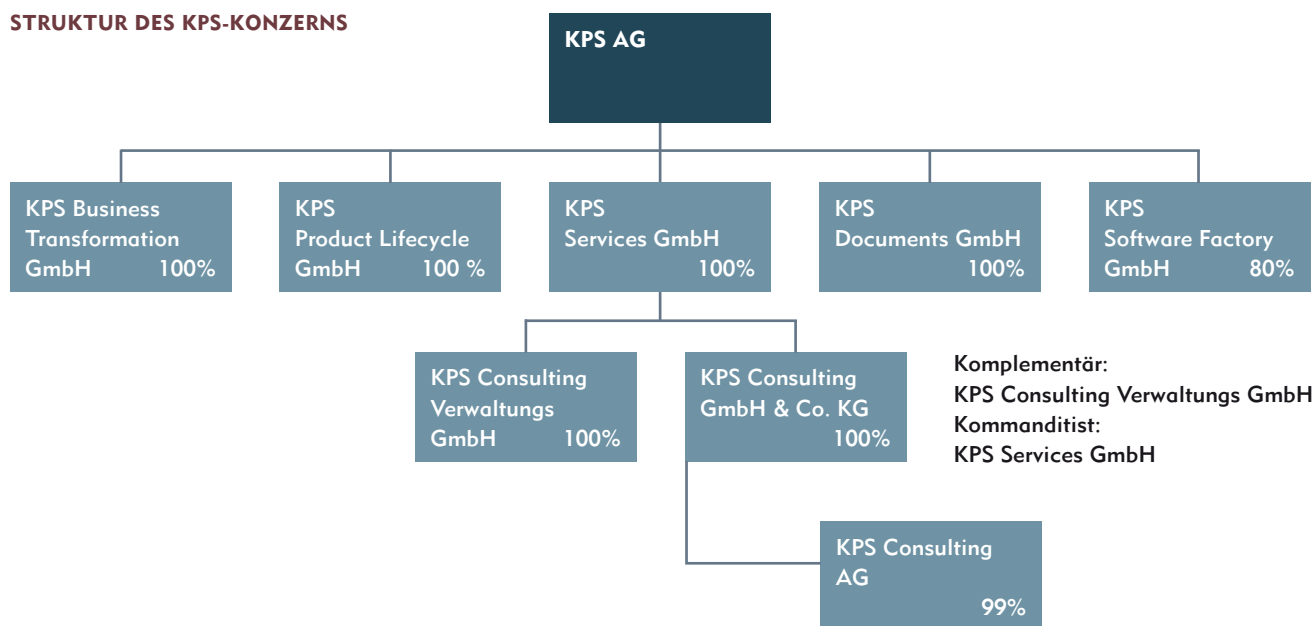 STRUKTUR DES KPS-KONZERNS
KPS AG
KPS Business
Transformation
GmbH 100%
KPS
Product Lifecycle
GmbH 100 %
KPS
Services GmbH
100%
KPS
Documents GmbH
100%
KPS
Software Factory
GmbH 80%
KPS Consulting
Verwaltungs
GmbH 100%
KPS Consulting
GmbH & Co. KG
100%
Komplementär:
KPS Consulting Verwaltungs GmbH
Kommanditist:
KPS Services GmbH
KPS Consulting
AG
99%